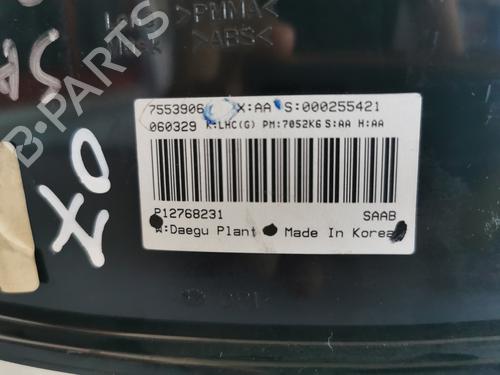 >PMMA<
>ABS<
7553906 X:AA S:000255421
060329 K:LHC(G) PM:7052K6 S:AA H:AA
P12768231 SAAB
Daegu Plant Made In Korea
B-PARTS
07